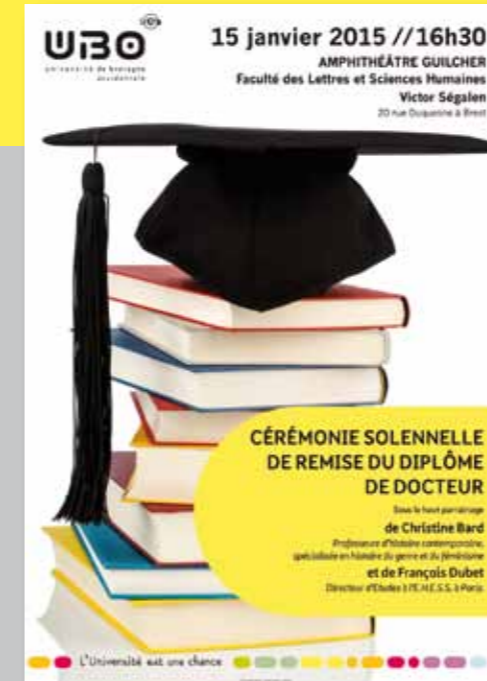 UBO
université de bretagne
occidentale
15 janvier 2015 // 16h30
AMPHITHÉÂTRE GUILCHER
Faculté des Lettres et Sciences Humaines
Victor Ségalen
20 rue Duquesne à Brest
CÉRÉMONIE SOLENNELLE
DE REMISE DU DIPLÔME
DE DOCTEUR
Sous le haut parrainage
de Christine Bard
Professeure d'histoire contemporaine,
spécialisée en histoire du genre et du féminisme
et de François Dubet
Directeur d'Etudes à l'E.H.E.S.S. à Paris.
L'Université est une chance